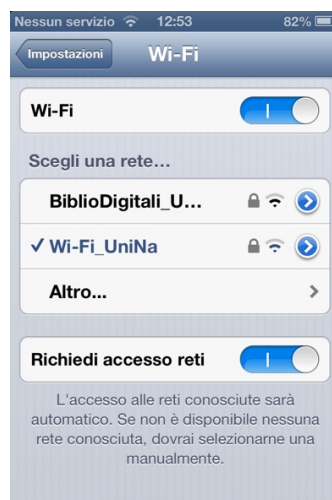 Nessun servizio 12:53 82%
Impostazioni Wi-Fi
Wi-Fi
Scegli una rete...
BiblioDigitali_U...
✓ Wi-Fi_UniNa
Altro...
Richiedi accesso reti
L'accesso alle reti conosciute sarà
automatico. Se non è disponibile nessuna
rete conosciuta, dovrai selezionarne una
manualmente.